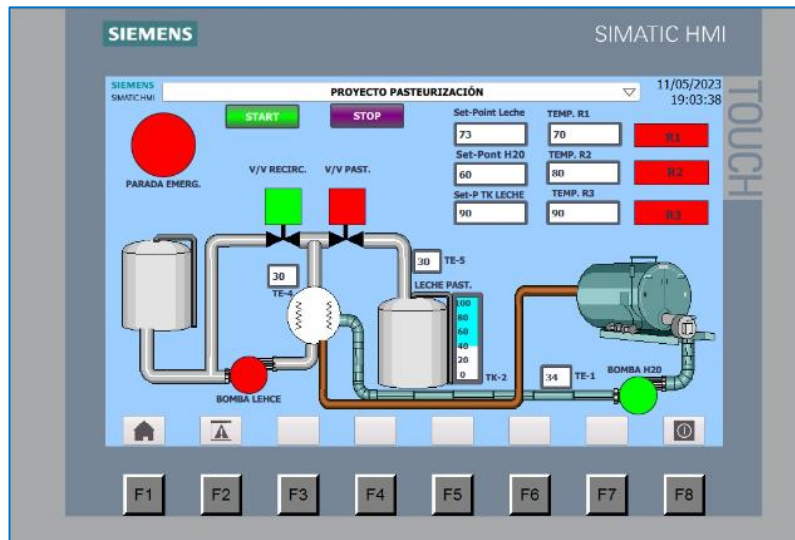 SIEMENS
SIMATIC HMI
TOUCH
SIEMENS
SIMATIC HMI
PROYECTO PASTEURIZACIÓN
11/05/2023
19:03:38
START
STOP
PARADA EMERG.
V/V RECIRC.
V/V PAST.
Set-Point Leche
TEMP. R1
73
70
R1
Set-Pont H20
TEMP. R2
60
80
R2
Set-P TK LECHE
TEMP. R3
90
90
R3
30
TE-4
30
TE-5
LECHE PAST.
100
80
60
40
20
0
TK-2
34
TE-1
BOMBA H20
BOMBA LEHCE
F1
F2
F3
F4
F5
F6
F7
F8